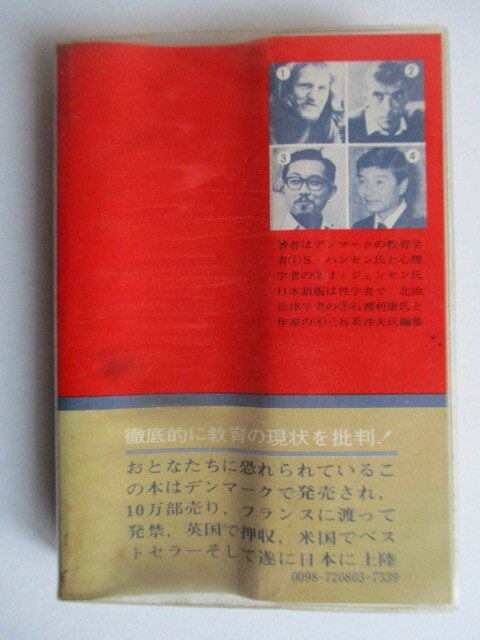 ①
②
③
④
著者はデンマークの教育学
者①S・ハンセン氏と心理
学者の②J・ジェンセン氏
日本語版は性学者で、北欧
法律学者の③石渡利康氏と
作家の④三谷茉沙夫氏編集
徹底的に教育の現状を批判！
おとなたちに恐れられているこ
の本はデンマークで発売され，
10万部売り，フランスに渡って
発禁，英国で押収，米国でベス
トセラーそして遂に日本に上陸
0098-720803-7339